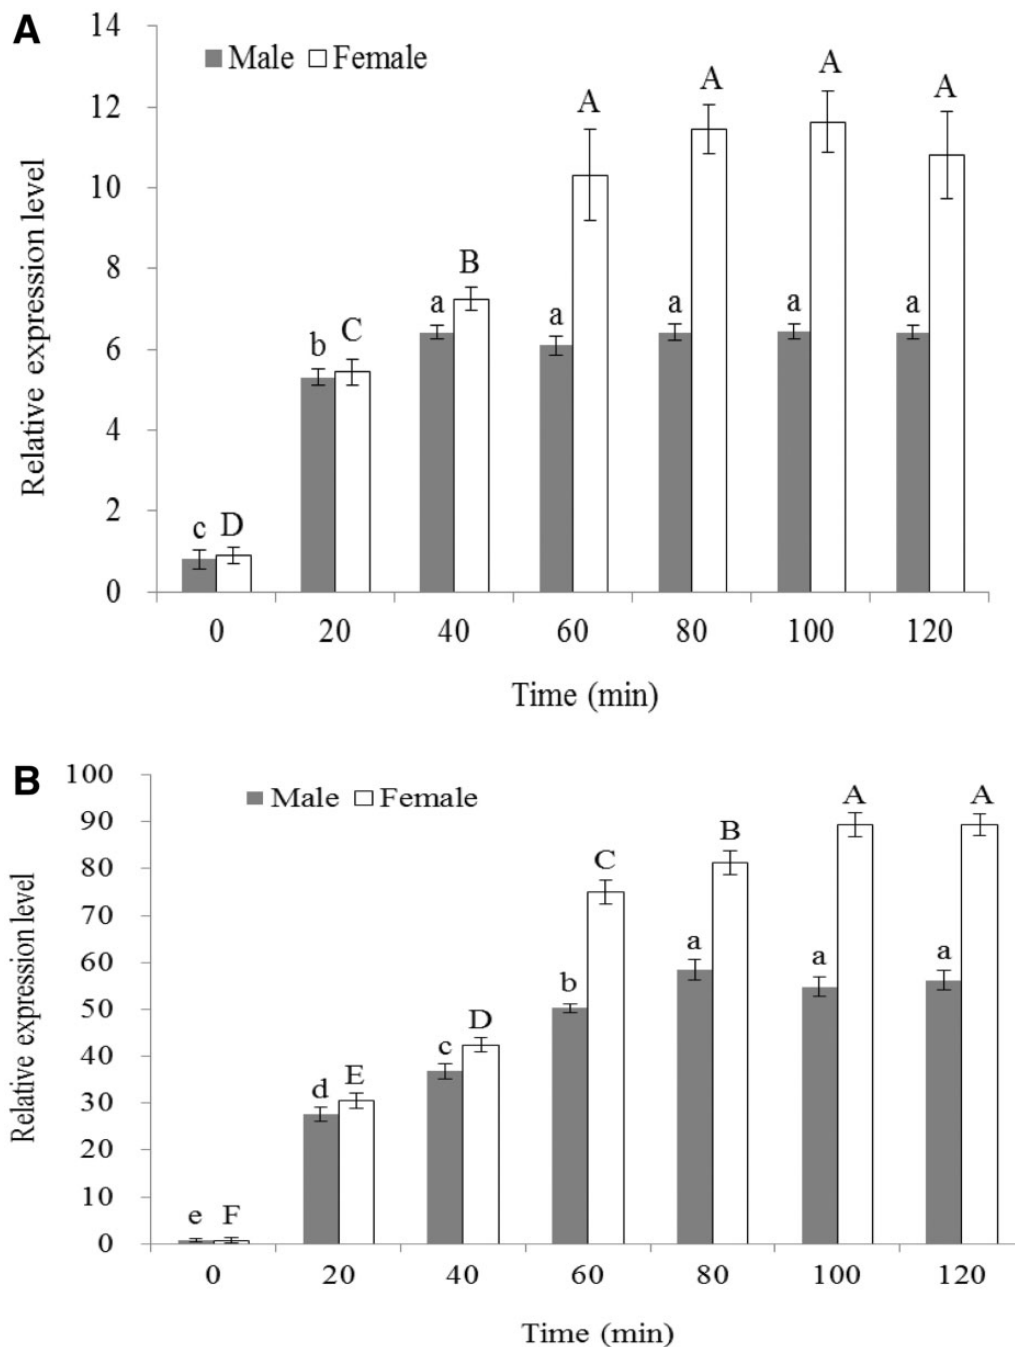 A
14
Male Female
A
A
A
A
12
10
B
8
a
a
a
a
a
b
C
6
4
2
c D
0
0 20 40 60 80 100 120
Relative expression level
Time (min)
B
100
Male Female
A
A
90
B
C
80
70
a
a
a
60
b
50
D
c
40
E
d
30
20
10
e F
0
0 20 40 60 80 100 120
Relative expression level
Time (min)